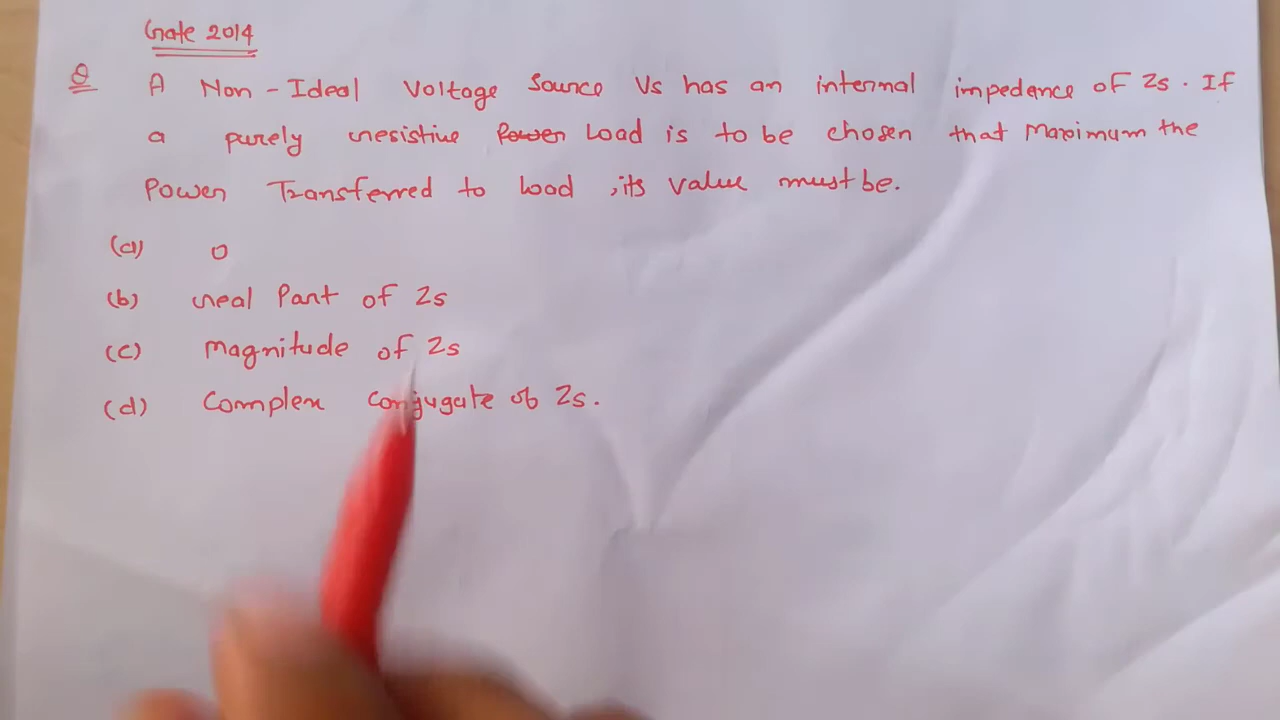 Gate 2014
Q A Non-Ideal Voltage Source Vs has an internal impedance of Zs. If
a purely resistive Power Load is to be chosen that Maximum the
Power Transferred to load, its value must be.
(a) 0
(b) real Part of Zs
(c) magnitude of Zs
(d) Complex conjugate of Zs.